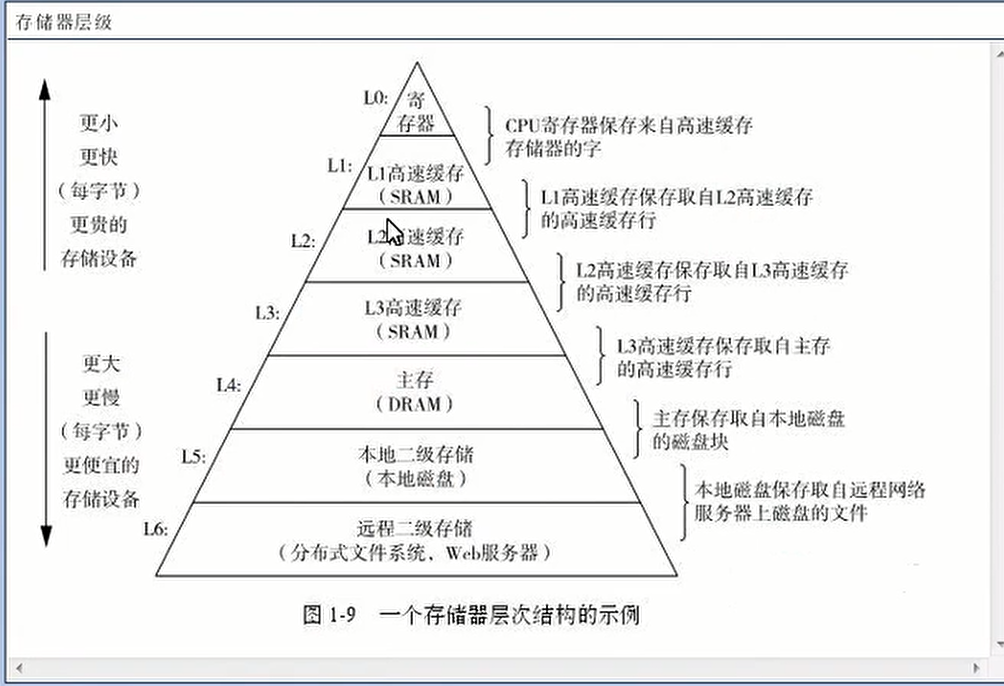 存储器层级
更小
更快
（每字节）
更贵的
存储设备
更大
更慢
（每字节）
更便宜的
存储设备
L0:
寄
存器
L1:
L1高速缓存
（SRAM）
L2:
L2 速缓存
（SRAM）
L3:
L3高速缓存
（SRAM）
L4:
主存
（DRAM）
L5:
本地二级存储
（本地磁盘）
L6:
远程二级存储
（分布式文件系统、Web服务器）
CPU寄存器保存来自高速缓存
存储器的字
L1高速缓存保存取自L2高速缓存
的高速缓存行
L2高速缓存保存取自L3高速缓存
的高速缓存行
L3高速缓存保存取自主存
的高速缓存行
主存保存取自本地磁盘
的磁盘块
本地磁盘保存取自远程网络
服务器上磁盘的文件
图 1-9 一个存储器层次结构的示例